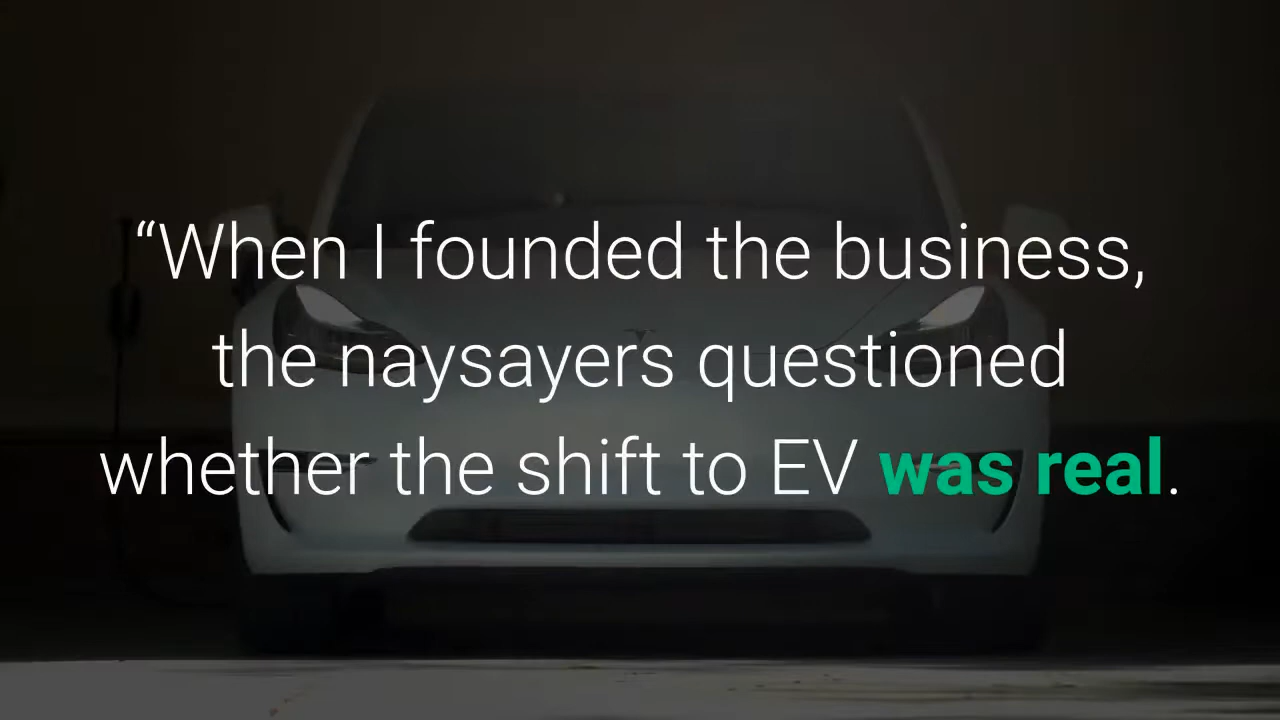 “When I founded the business,
the naysayers questioned
whether the shift to EV was real.